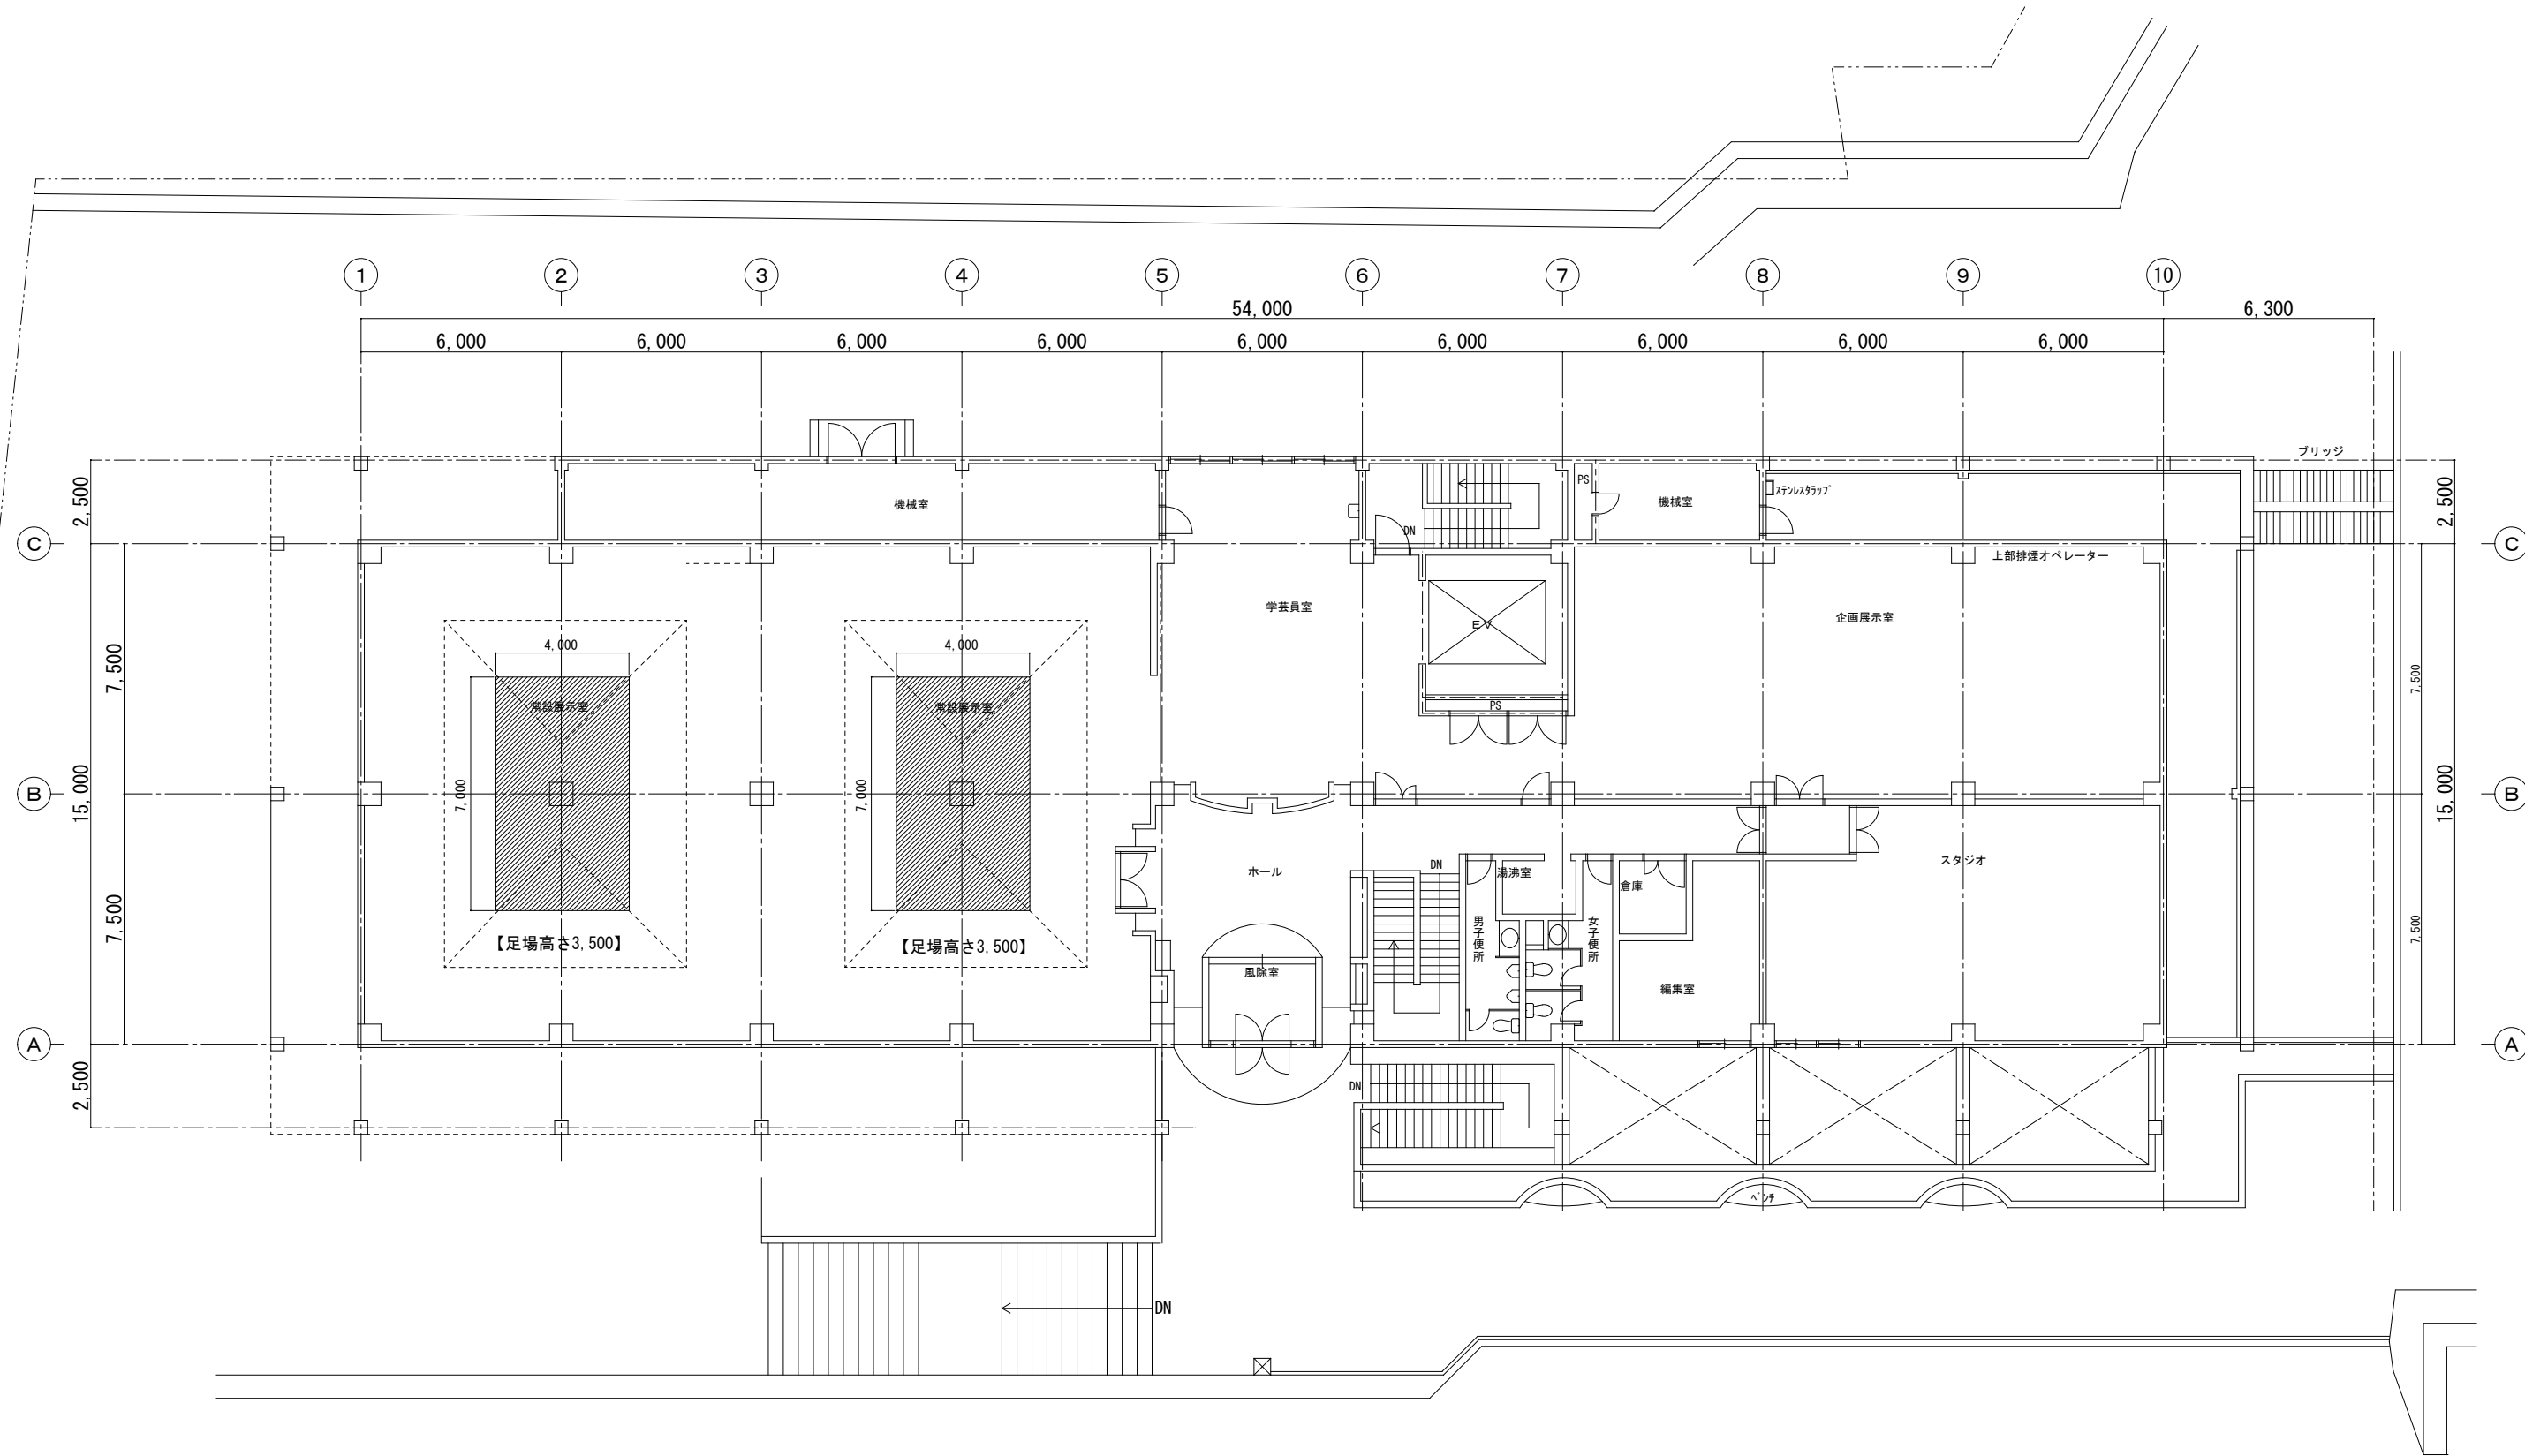 1 2 3 4 5 6 7 8 9 10
54,000 6,300
6,000 6,000 6,000 6,000 6,000 6,000 6,000 6,000 6,000
ブリッジ
2,500 機械室 PS 機械室 ステンレスタラップ 2,500
DN
C C
上部排煙オペレーター
学芸員室 企画展示室
EV
7,500 4,000 4,000 7,500
常設展示室 常設展示室 PS
B 15,000 7,000 7,000 15,000 B
DN スタジオ
ホール 湯沸室 倉庫
7,500 男子便所 女子便所 7,500
【足場高さ3,500】 【足場高さ3,500】
風除室
編集室
A A
2,500 DN
ベンチ
DN